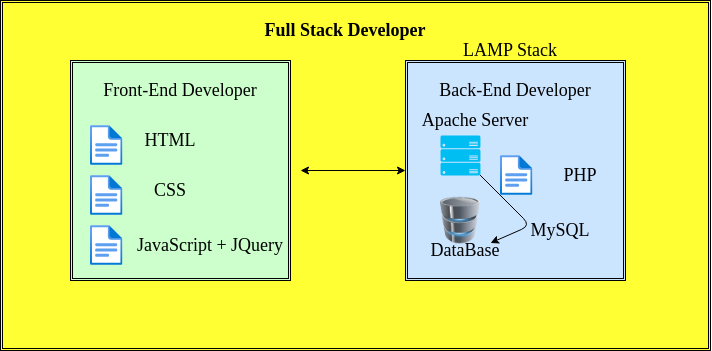 Full Stack Developer
LAMP Stack
Front-End Developer
HTML
CSS
JavaScript + JQuery
Back-End Developer
Apache Server
PHP
MySQL
DataBase